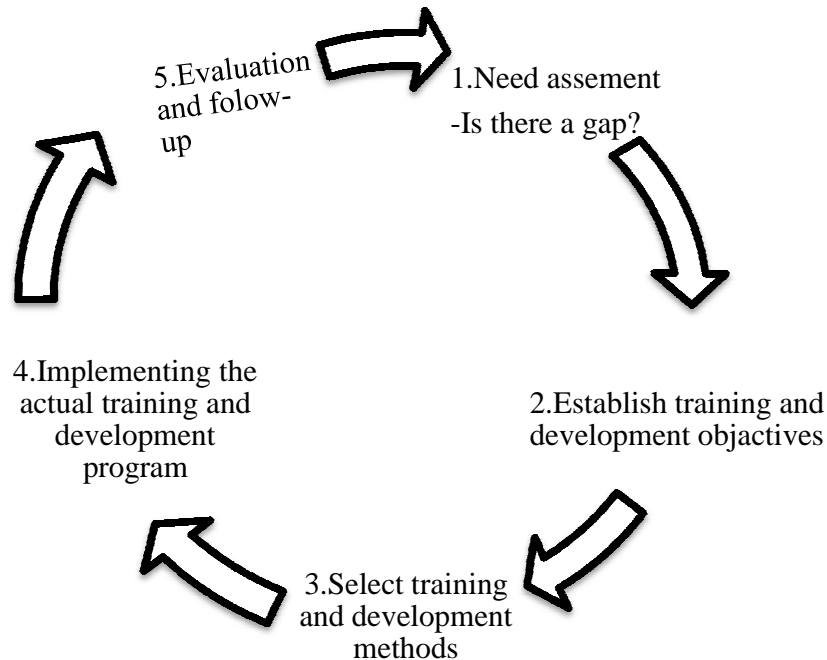 1.Need assement
-Is there a gap?
2.Establish training and
development objactives
3.Select training
and development
methods
4.Implementing the
actual training and
development
program
5.Evaluation
and folow-
up